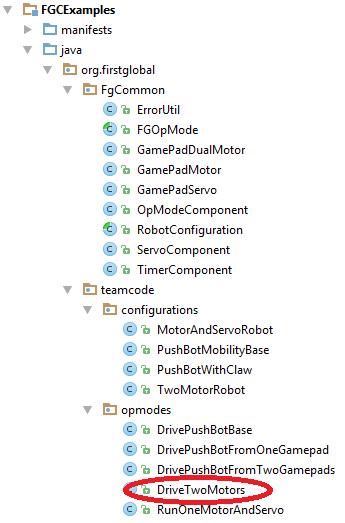 FGCExamples
manifests
java
org.firstglobal
FgCommon
ErrorUtil
FGOpMode
GamePadDualMotor
GamePadMotor
GamePadServo
OpModeComponent
RobotConfiguration
ServoComponent
TimerComponent
teamcode
configurations
MotorAndServoRobot
PushBotMobilityBase
PushBotWithClaw
TwoMotorRobot
opmodes
DrivePushBotBase
DrivePushBotFromOneGamepad
DrivePushBotFromTwoGamepads
DriveTwoMotors
RunOneMotorAndServo